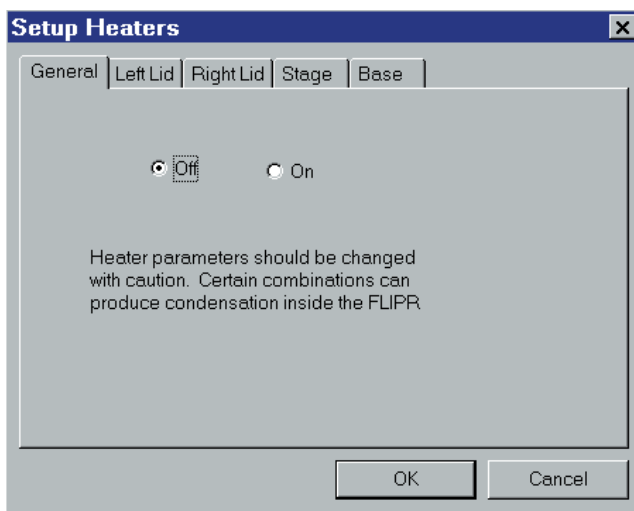 Setup Heaters
General Left Lid Right Lid Stage Base
Off On
Heater parameters should be changed
with caution. Certain combinations can
produce condensation inside the FLIPR
OK Cancel